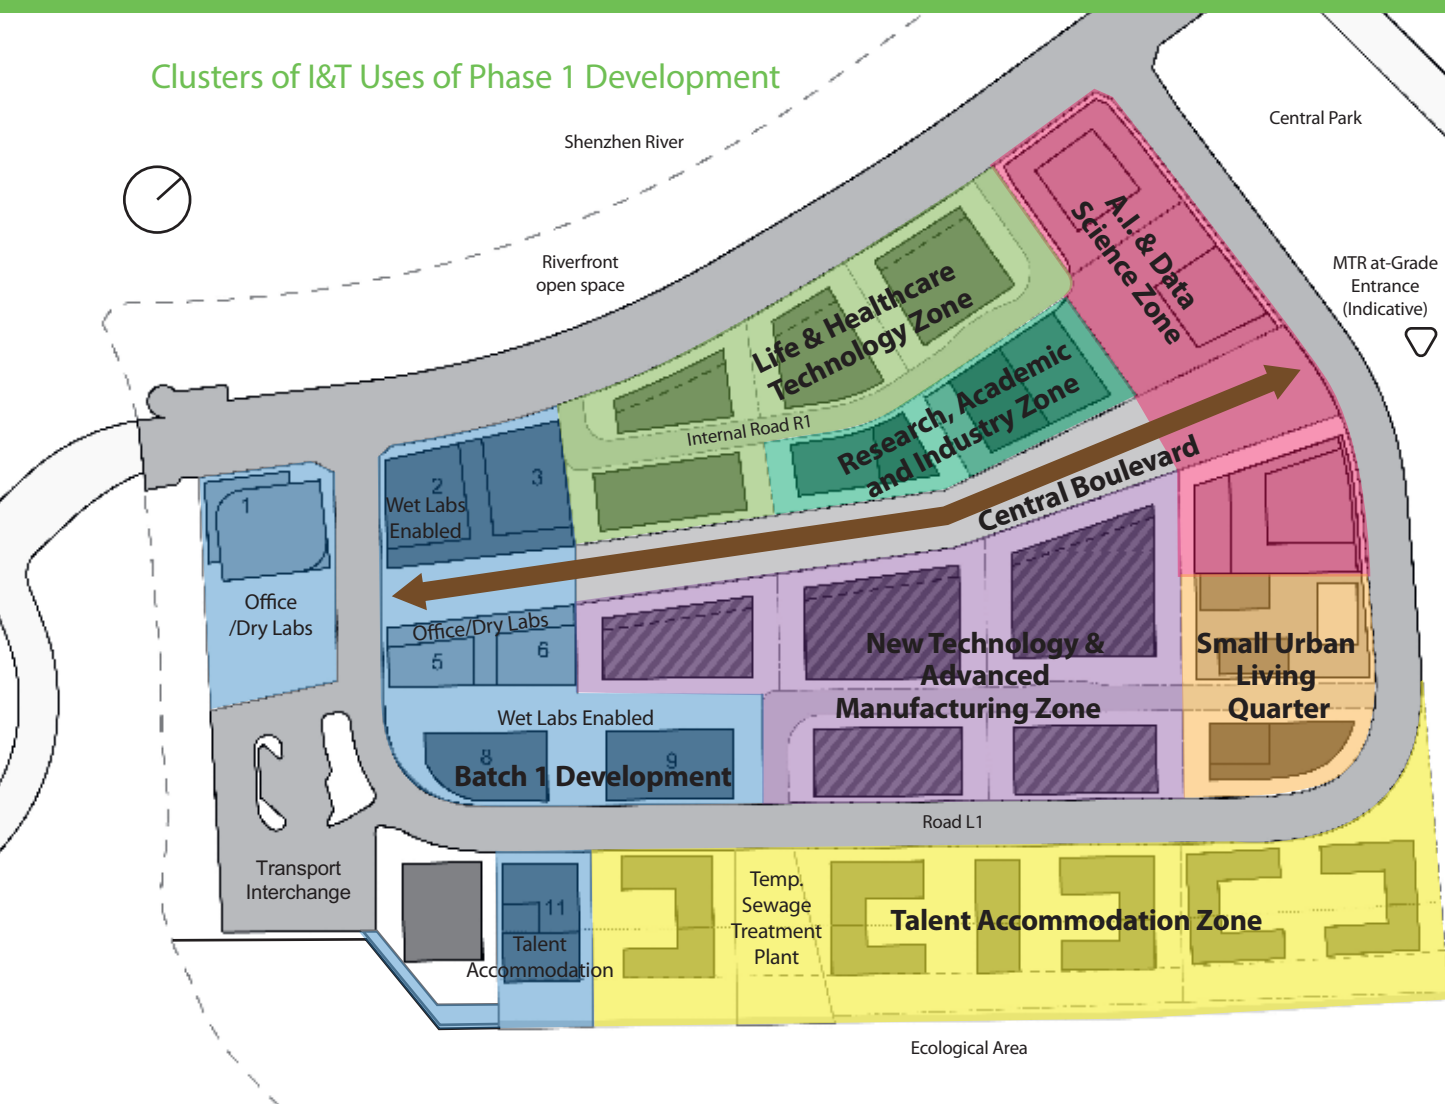 Clusters of I&T Uses of Phase 1 Development
Shenzhen River
Central Park
Riverfront
open space
MTR at-Grade
Entrance
(Indicative)
A.I. & Data
Science Zone
Life & Healthcare
Technology Zone
Internal Road R1
Research, Academic
and Industry Zone
Central Boulevard
1
2
3
Wet Labs
Enabled
Office
/Dry Labs
Office/Dry Labs
5
6
New Technology &
Advanced
Manufacturing Zone
Small Urban
Living
Quarter
Wet Labs Enabled
8
9
Batch 1 Development
Road L1
Transport
Interchange
11
Talent
Accommodation
Temp.
Sewage
Treatment
Plant
Talent Accommodation Zone
Ecological Area